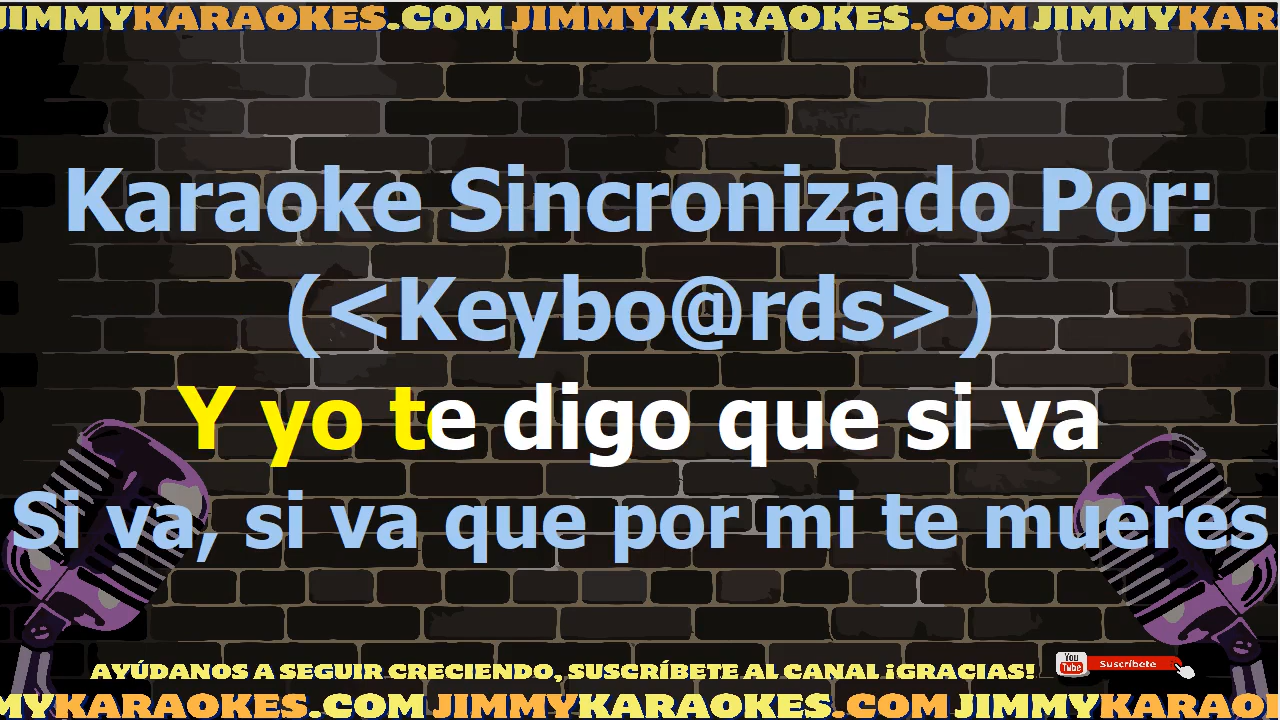 JIMMYKARAOKES.COM JIMMYKARAOKES.COM JIMMYKAR
Karaoke Sincronizado Por:
(<Keybo@rds>)
Y yo te digo que si va
Si va, si va que por mi te mueres
AYÚDANOS A SEGUIR CRECIENDO, SUSCRÍBETE AL CANAL ¡GRACIAS!
You Tube Suscríbete
MYKARAOKES.COM JIMMYKARAOKES.COM JIMMYKARAO